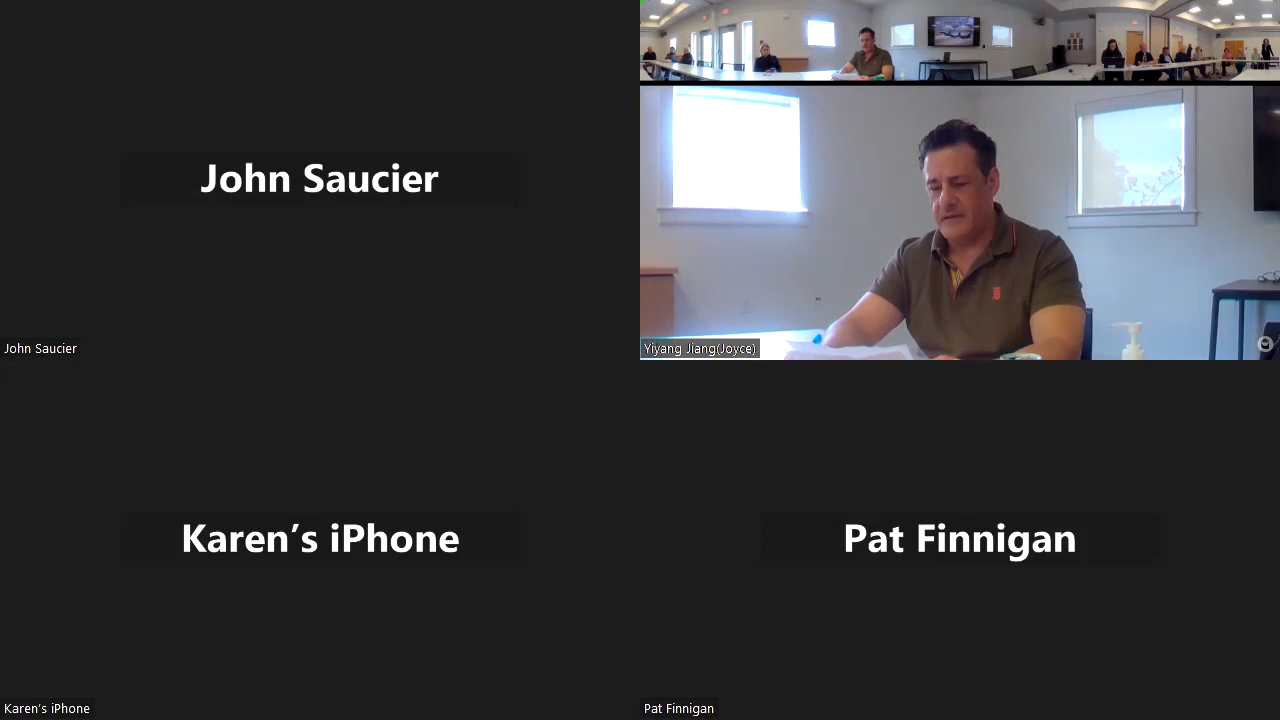 John Saucier
John Saucier
Yiyang Jiang(Joyce)
Karen’s iPhone
Pat Finnigan
Karen's iPhone
Pat Finnigan